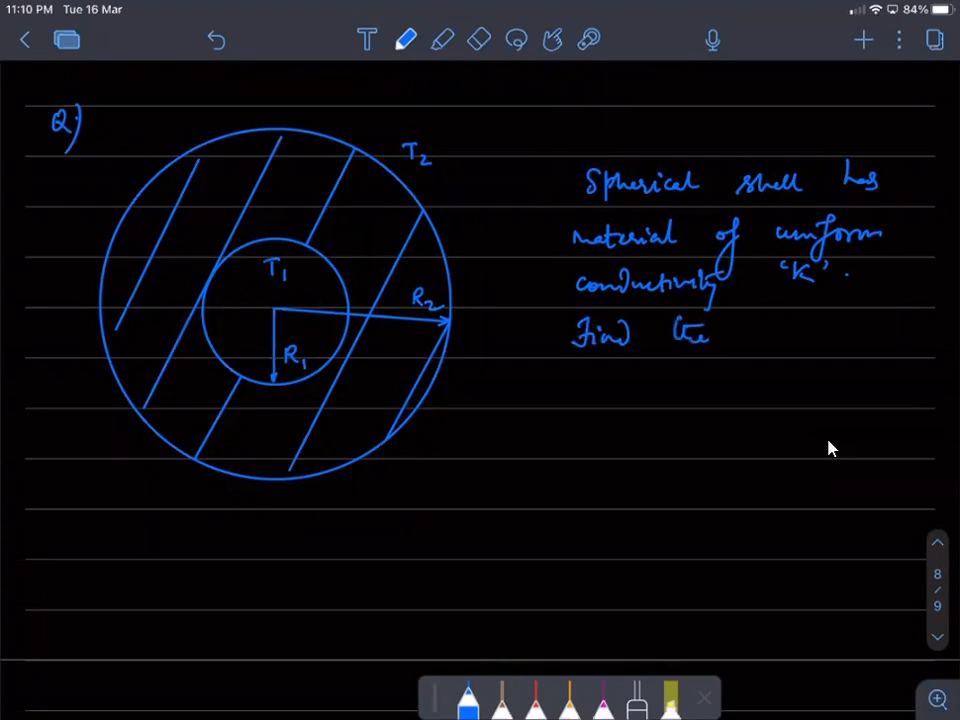 11:10 PM Tue 16 Mar
84%
Q.)
T2
Spherical shell has
material of uniform
T1
conductivity 'K'.
R2
Find the
R1
8
/
9